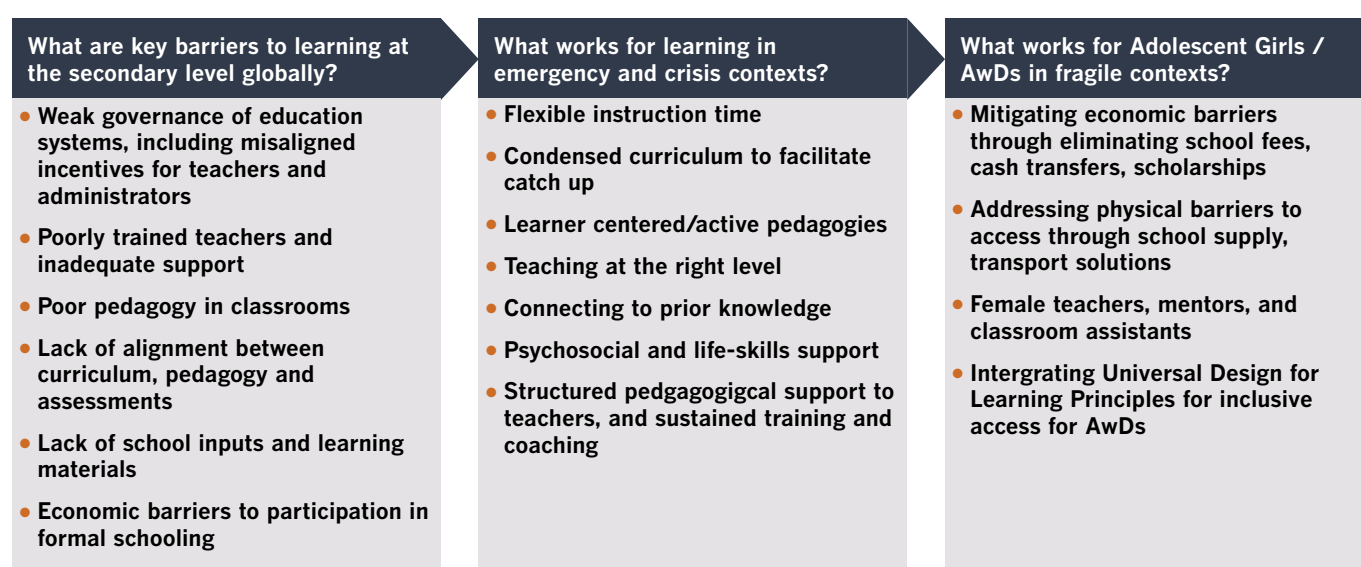 What are key barriers to learning at
the secondary level globally?
• Weak governance of education
systems, including misaligned
incentives for teachers and
administrators
• Poorly trained teachers and
inadequate support
• Poor pedagogy in classrooms
• Lack of alignment between
curriculum, pedagogy and
assessments
• Lack of school inputs and learning
materials
• Economic barriers to participation in
formal schooling
What works for learning in
emergency and crisis contexts?
• Flexible instruction time
• Condensed curriculum to facilitate
catch up
• Learner centered/active pedagogies
• Teaching at the right level
• Connecting to prior knowledge
• Psychosocial and life-skills support
• Structured pedgagogigcal support to
teachers, and sustained training and
coaching
What works for Adolescent Girls /
AwDs in fragile contexts?
• Mitigating economic barriers
through eliminating school fees,
cash transfers, scholarships
• Addressing physical barriers to
access through school supply,
transport solutions
• Female teachers, mentors, and
classroom assistants
• Intergrating Universal Design for
Learning Principles for inclusive
access for AwDs